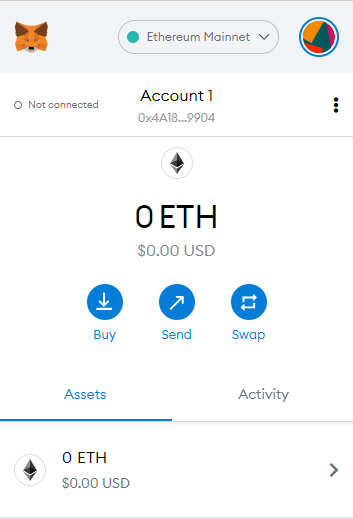 Ethereum Mainnet
Not connected
Account 1
0x4A18...9904
0 ETH
$0.00 USD
Buy
Send
Swap
Assets
Activity
0 ETH
$0.00 USD